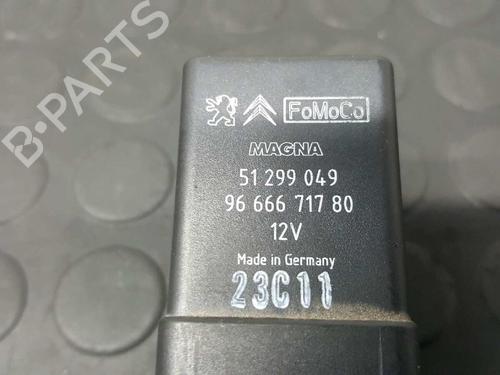 B-PARTS
FoMoCo
MAGNA
51 299 049
96 666 717 80
12V
Made in Germany
23C11